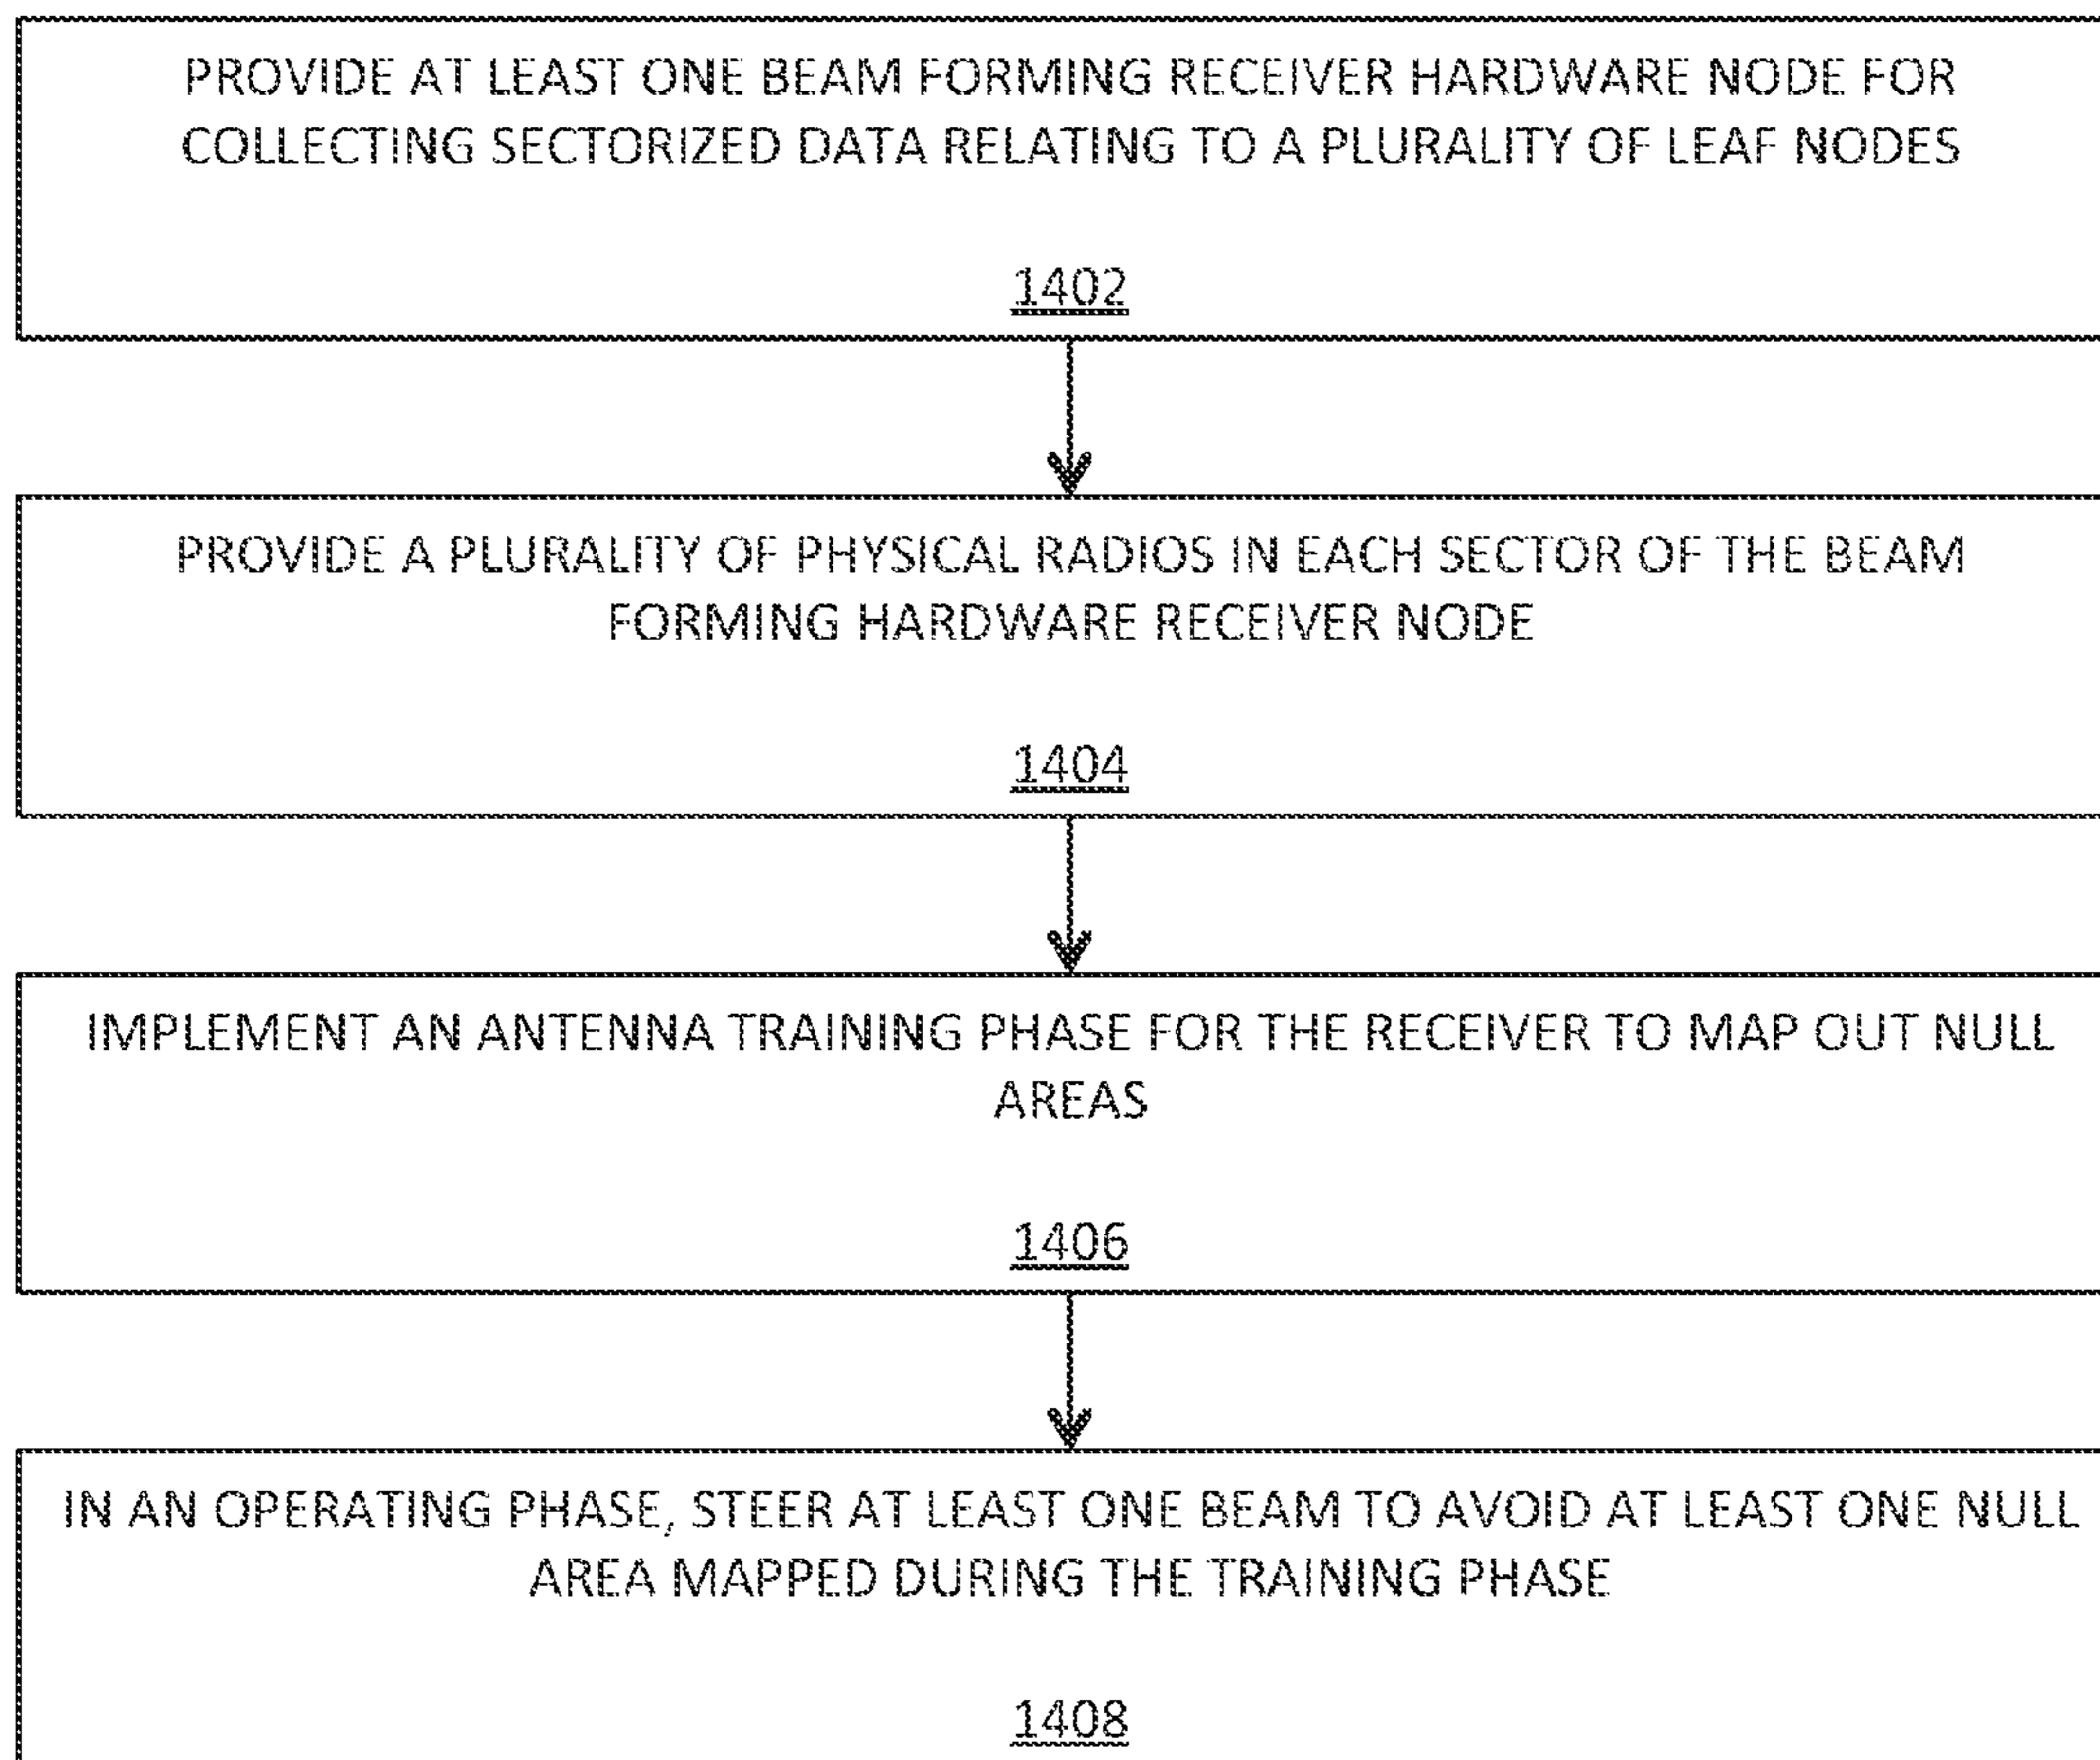 PROVIDE AT LEAST ONE BEAM FORMING RECEIVER HARDWARE NODE FOR
COLLECTING SECTORIZED DATA RELATING TO A PLURALITY OF LEAF NODES
1402
PROVIDE A PLURALITY OF PHYSICAL RADIOS IN EACH SECTOR OF THE BEAM
FORMING HARDWARE RECEIVER NODE
1404
IMPLEMENT AN ANTENNA TRAINING PHASE FOR THE RECEIVER TO MAP OUT NULL
AREAS
1406
IN AN OPERATING PHASE, STEER AT LEAST ONE BEAM TO AVOID AT LEAST ONE NULL
AREA MAPPED DURING THE TRAINING PHASE
1408